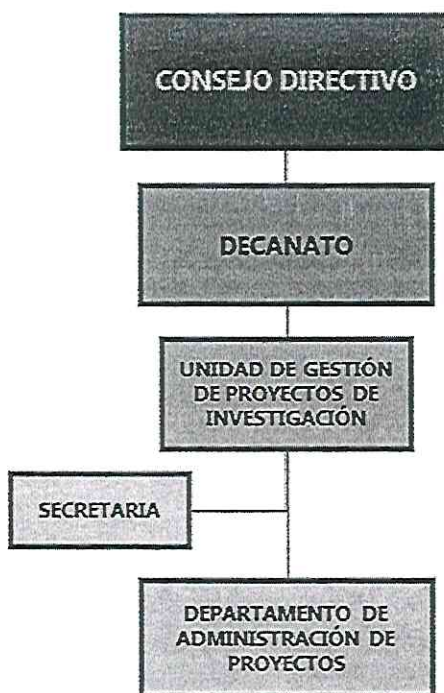 CONSEJO DIRECTIVO
DECANATO
UNIDAD DE GESTIÓN
DE PROYECTOS DE
INVESTIGACIÓN
SECRETARIA
DEPARTAMENTO DE
ADMINISTRACIÓN DE
PROYECTOS